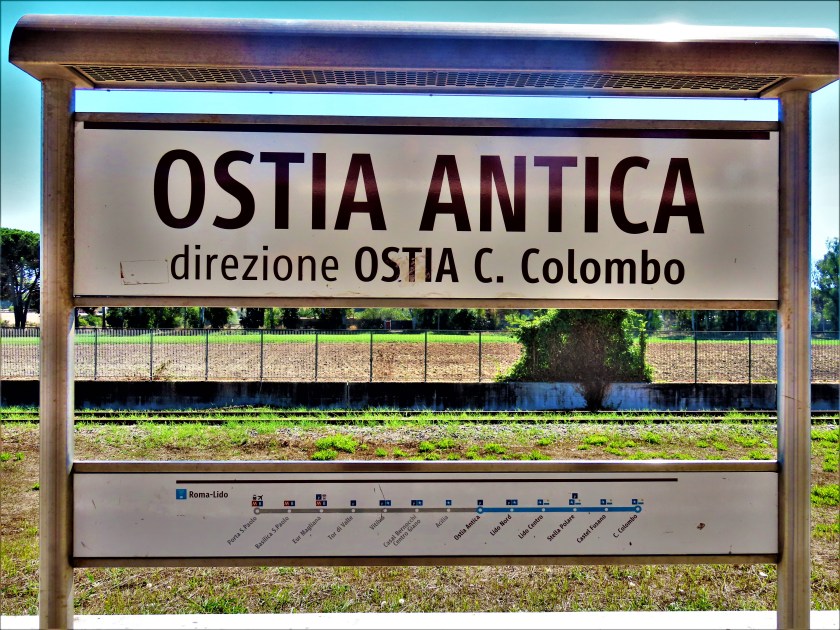 OSTIA ANTICA
direzione OSTIA C. Colombo
Roma-Lido
Porta S.Paolo
Basilica S.Paolo
Eur Magliana
Tor di Valle
Vitinia
Casal Bernocchi
Centro Giano
Acilia
Ostia Antica
Lido Nord
Lido Centro
Stella Polare
Castel Fusano
C. Colombo